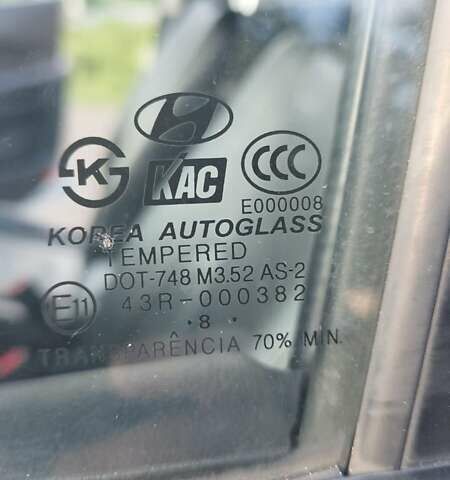 KAC
CCC
E000008
KOREA AUTOGLASS
TEMPERED
DOT-748 M3.52 AS-2
E11
43R-000382
·8·
TRANSPARÊNCIA 70% MIN.